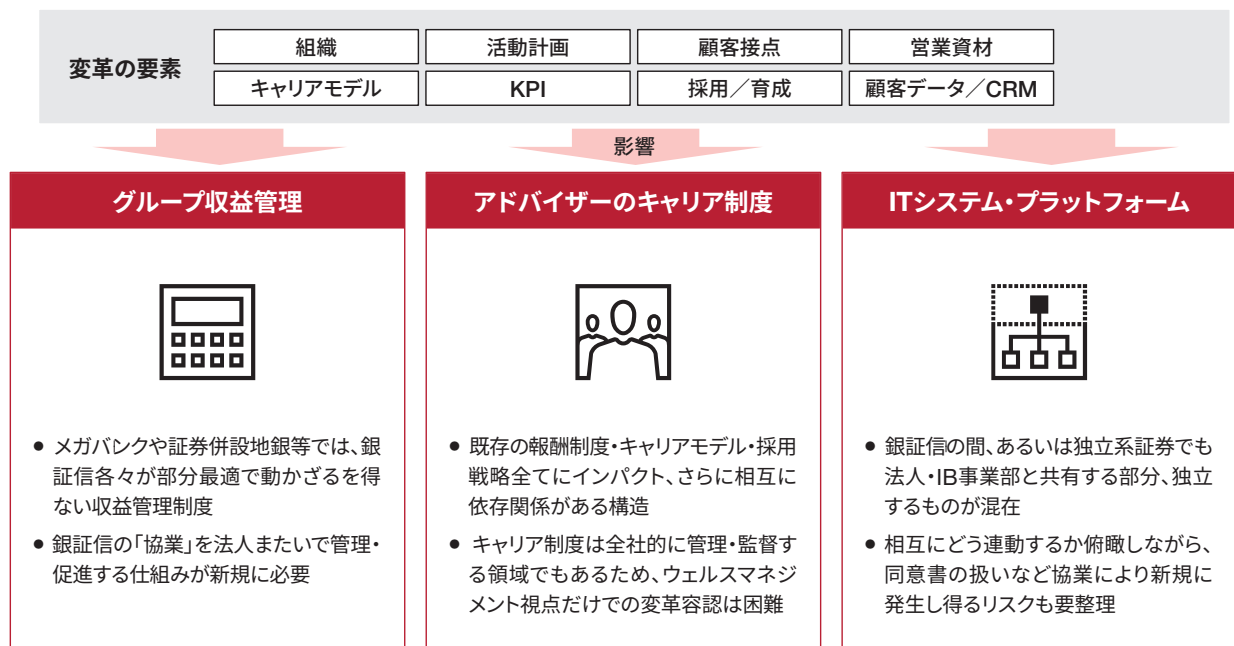 変革の要素
組織
活動計画
顧客接点
営業資材
キャリアモデル
KPI
採用／育成
顧客データ／CRM
影響
グループ収益管理
● メガバンクや証券併設地銀等では、銀
証信各々が部分最適で動かざるを得
ない収益管理制度
● 銀証信の「協業」を法人またいで管理・
促進する仕組みが新規に必要
アドバイザーのキャリア制度
● 既存の報酬制度・キャリアモデル・採用
戦略全てにインパクト、さらに相互に
依存関係がある構造
● キャリア制度は全社的に管理・監督す
る領域でもあるため、ウェルスマネジ
メント視点だけでの変革容認は困難
ITシステム・プラットフォーム
● 銀証信の間、あるいは独立系証券でも
法人・IB事業部と共有する部分、独立
するものが混在
● 相互にどう連動するか俯瞰しながら、
同意書の扱いなど協業により新規に
発生し得るリスクも要整理